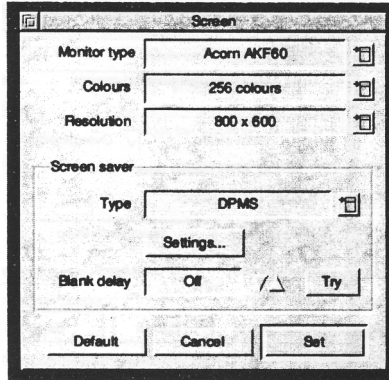 Screen
Monitor type Acorn AKF60
Colours 256 colours
Resolution 800 x 600
Screen saver
Type DPMS
Settings...
Blank delay Off Try
Default Cancel Set